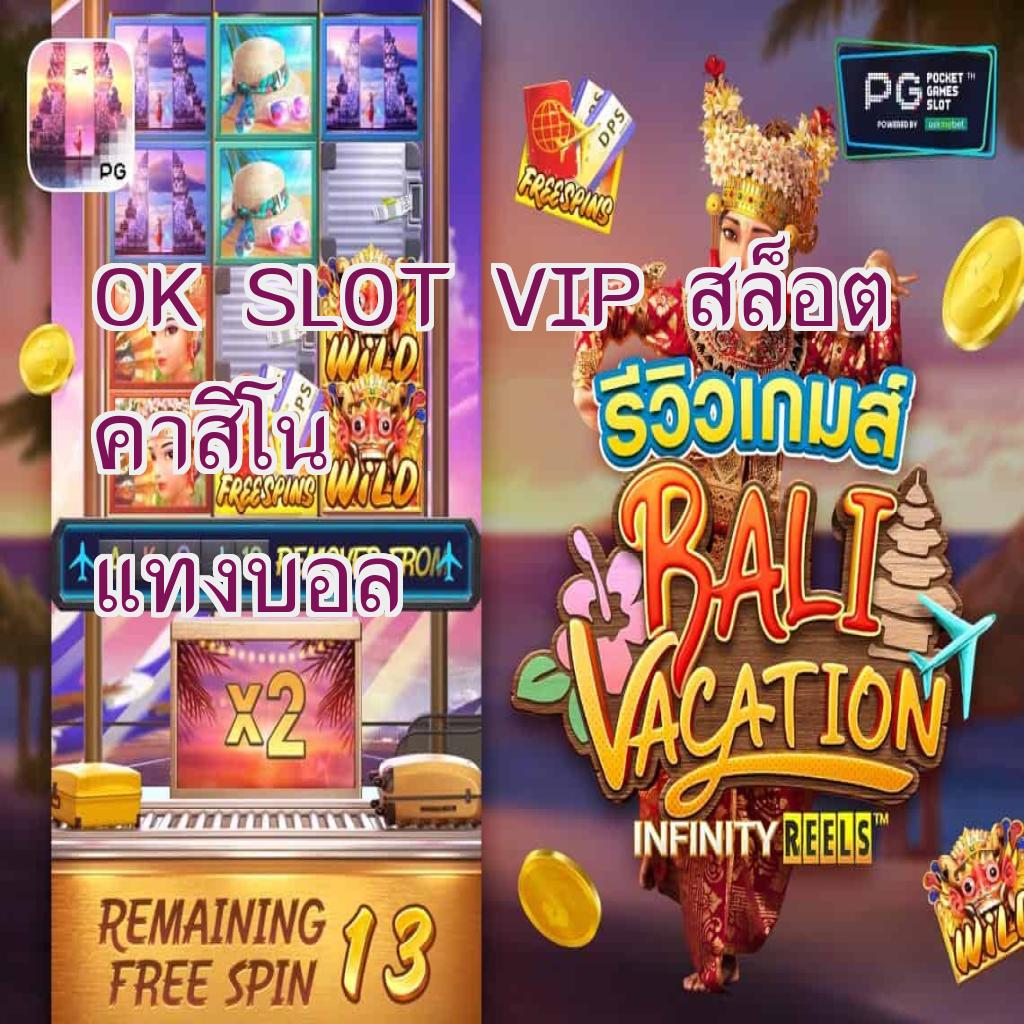 PG
PG POCKET GAMES SLOT™
POWERED BY askmebet
DPS
FREESPINS
OK SLOT VIP สล็อต
คาสิโน
แทงบอล
WILD
FREESPINS
WILD
REMOVED FROM
x2
REMAINING
FREE SPIN 13
รีวิวเกมส์
BALI
VACATION
INFINITY REELS™
WILD